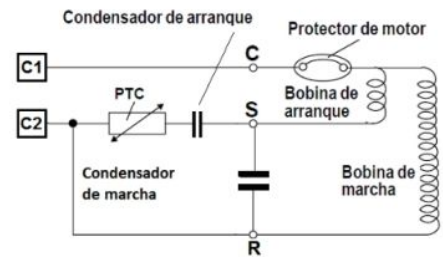 Condensador de arranque
Protector de motor
C1
C
PTC
Bobina de
arranque
C2
S
Condensador
de marcha
Bobina de
marcha
R